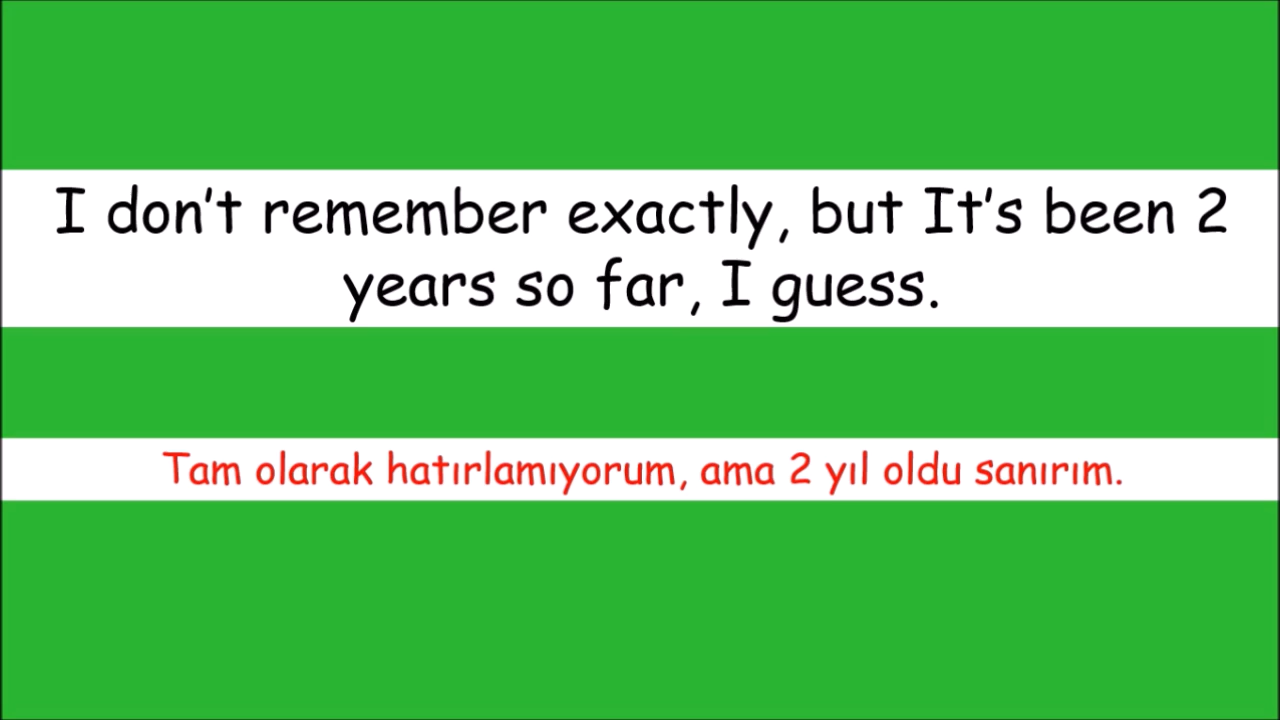 I don’t remember exactly, but It’s been 2
years so far, I guess.
Tam olarak hatırlamıyorum, ama 2 yıl oldu sanırım.